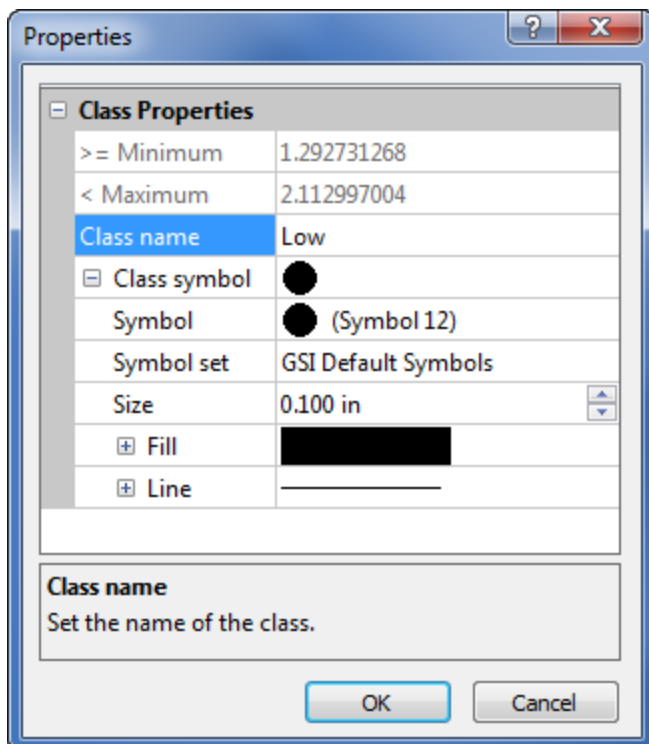 Properties
Class Properties
>= Minimum 1.292731268
< Maximum 2.112997004
Class name Low
Class symbol
Symbol (Symbol 12)
Symbol set GSI Default Symbols
Size 0.100 in
Fill
Line
Class name
Set the name of the class.
OK Cancel